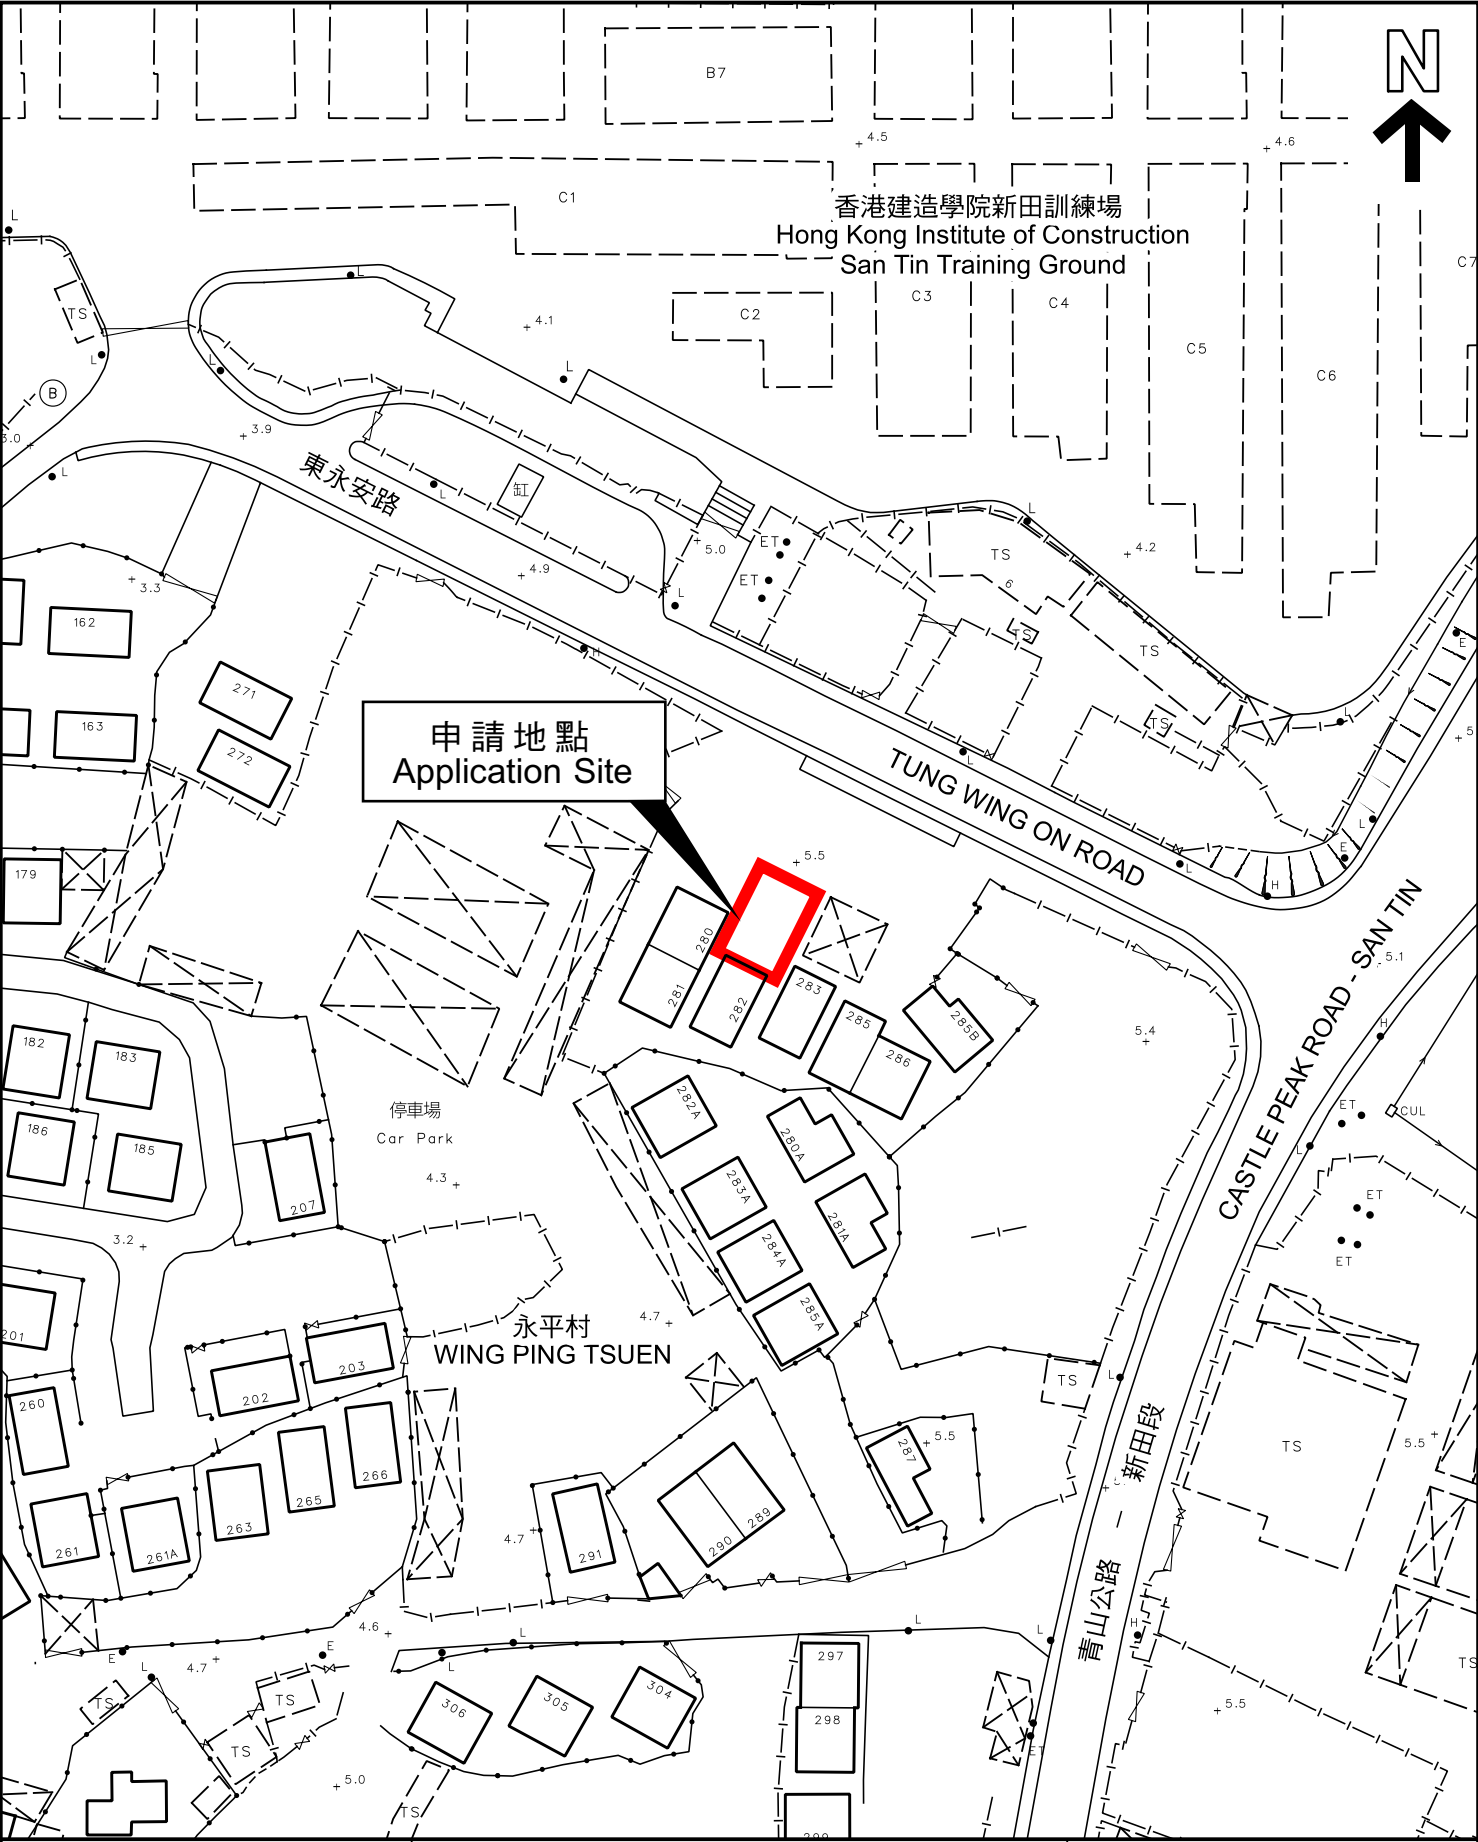 B7
N
4.5
4.6
C1
香港建造學院新田訓練場
Hong Kong Institute of Construction
San Tin Training Ground
L
C7
TS
L
C2
C3
C4
4.1
C5
C6
L
L
L
B
3.9
3.0
東永安路
L
L
缸
L
ET
5.0
TS
4.2
6
3.3
4.9
ET
L
162
TS
E
H
TS
271
163
L
TS
5
272
申請地點
Application Site
L
TUNG WING ON ROAD
L
5.5
E
179
L
H
280
281
282
283
285
286
285B
CASTLE PEAK ROAD - SAN TIN
5.1
H
5.4
182
183
282A
停車場
Car Park
ET
CUL
186
185
280A
L
4.3
207
283A
281A
ET
3.2
284A
ET
201
285A
4.7
永平村
WING PING TSUEN
203
202
TS
L
260
TS
5.5
287
5.5
新田段
266
265
263
261
261A
4.7
291
290
289
青山公路
4.6
L
L
L
H
E
E
4.7
L
L
297
TS
TS
TS
306
305
304
298
5.5
TS
ET
5.0
TS
299